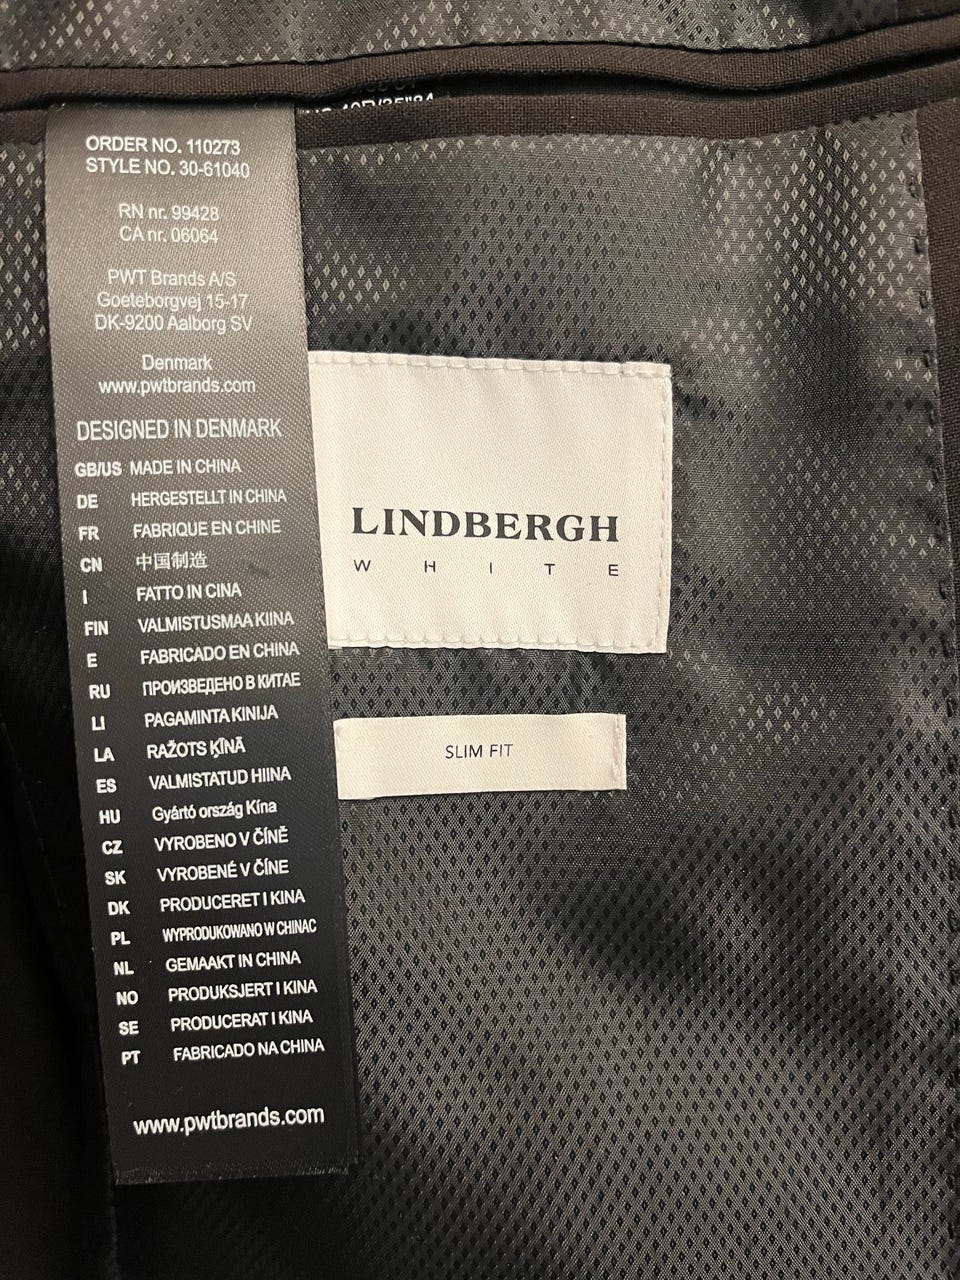 ORDER NO. 110273
STYLE NO. 30-61040
RN nr. 99428
CA nr. 06064
PWT Brands A/S
Goeteborgvej 15-17
DK-9200 Aalborg SV
Denmark
www.pwtbrands.com
DESIGNED IN DENMARK
GB/US MADE IN CHINA
DE HERGESTELLT IN CHINA
FR FABRIQUE EN CHINE
CN 中国制造
I FATTO IN CINA
FIN VALMISTUSMAA KIINA
E FABRICADO EN CHINA
RU ПРОИЗВЕДЕНО В КИТАЕ
LI PAGAMINTA KINIJA
LA RAŽOTS ĶĪNĀ
ES VALMISTATUD HIINA
HU Gyártó ország Kína
CZ VYROBENO V ČÍNĚ
SK VYROBENÉ V ČÍNE
DK PRODUCERET I KINA
PL WYPRODUKOWANO W CHINAC
NL GEMAAKT IN CHINA
NO PRODUKSJERT I KINA
SE PRODUCERAT I KINA
PT FABRICADO NA CHINA
www.pwtbrands.com
LINDBERGH
WHITE
SLIM FIT